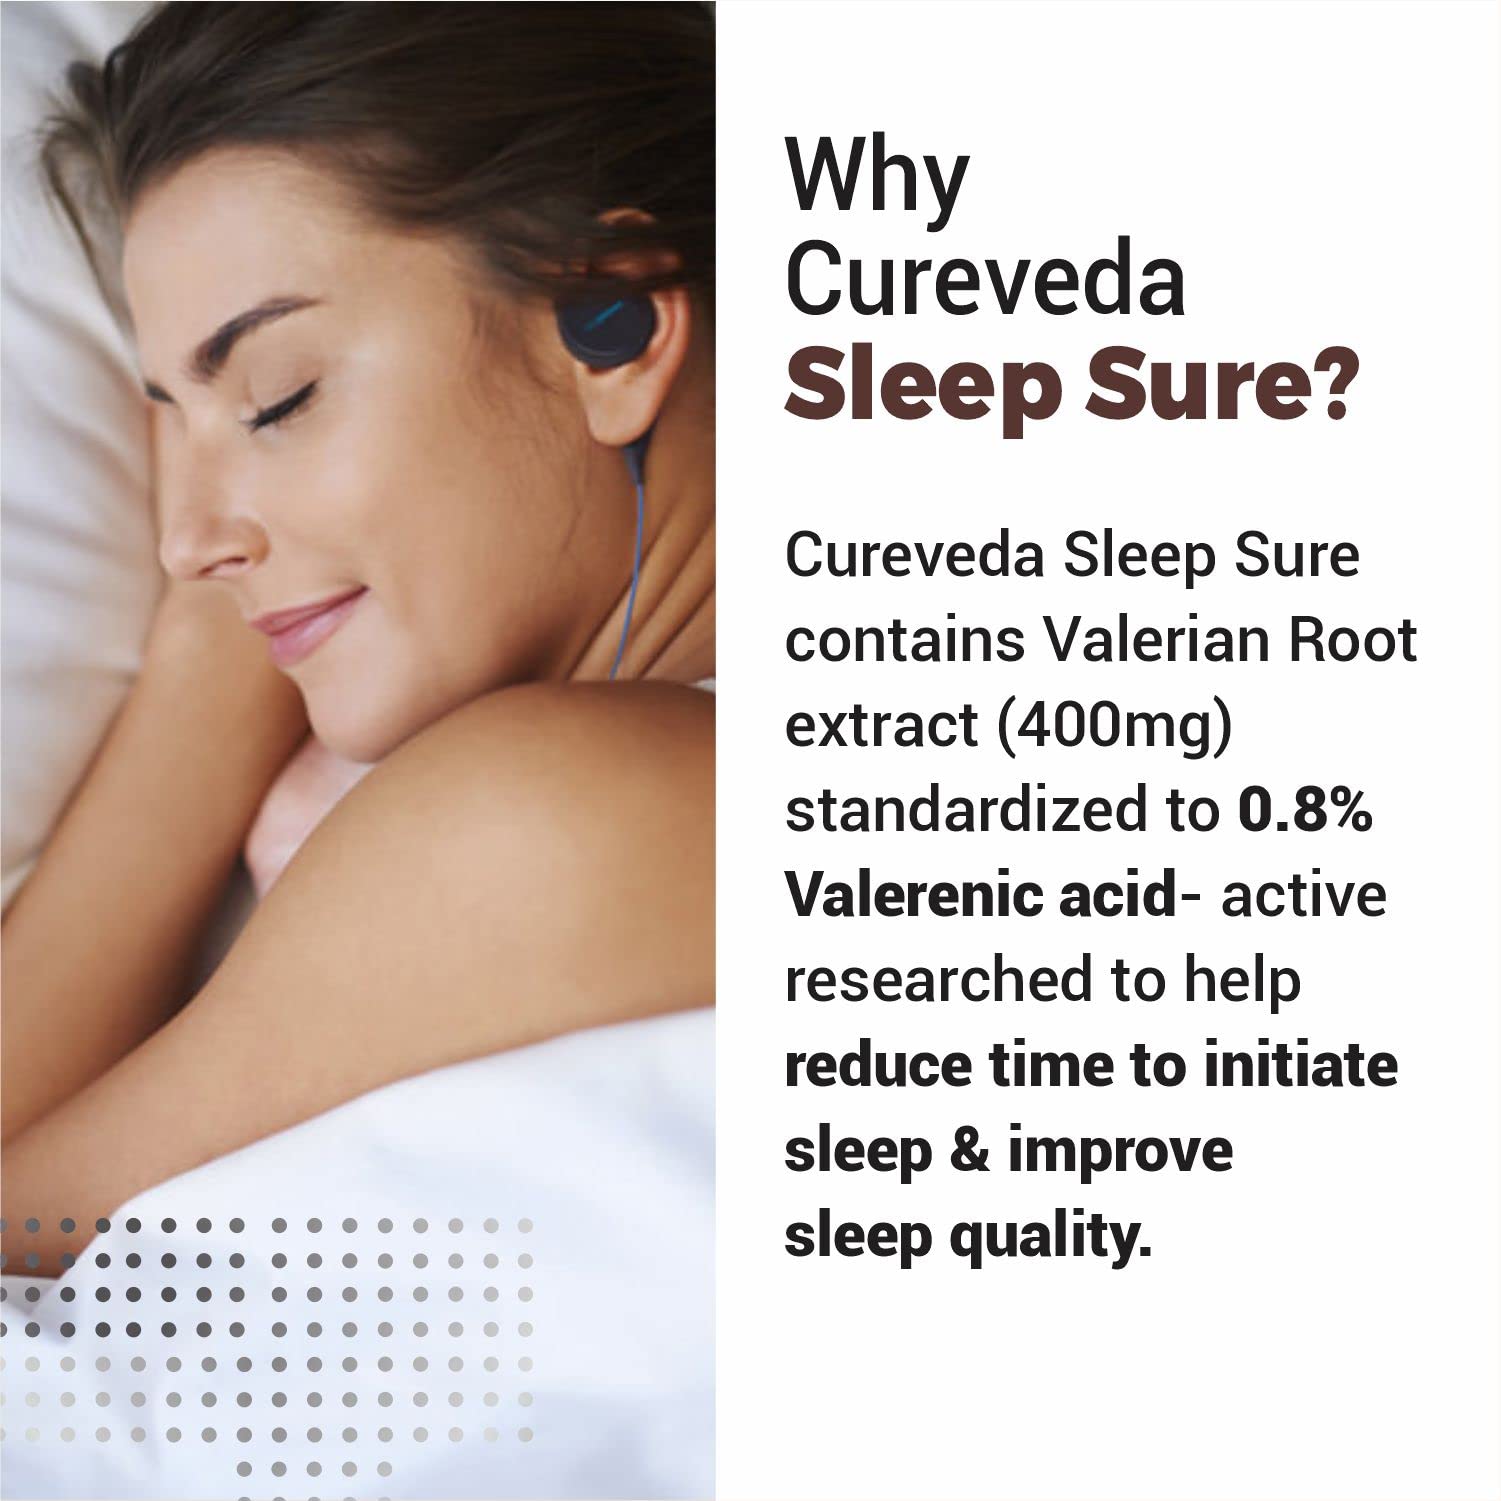 Why
Cureveda
Sleep Sure?
Cureveda Sleep Sure
contains Valerian Root
extract (400mg)
standardized to 0.8%
Valerenic acid- active
researched to help
reduce time to initiate
sleep & improve
sleep quality.